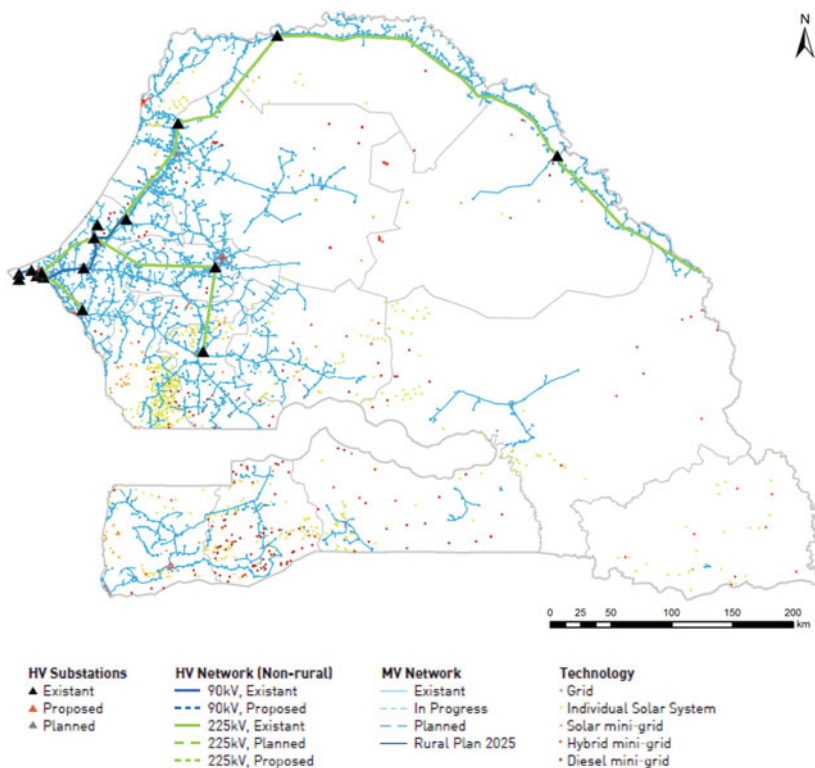 N
0 25 50 100 150 200
km
HV Substations
Existant
Proposed
Planned
HV Network (Non-rural)
90kV, Existant
90kV, Proposed
225kV, Existant
225kV, Planned
225kV, Proposed
MV Network
Existant
In Progress
Planned
Rural Plan 2025
Technology
Grid
Individual Solar System
Solar mini-grid
Hybrid mini-grid
Diesel mini-grid